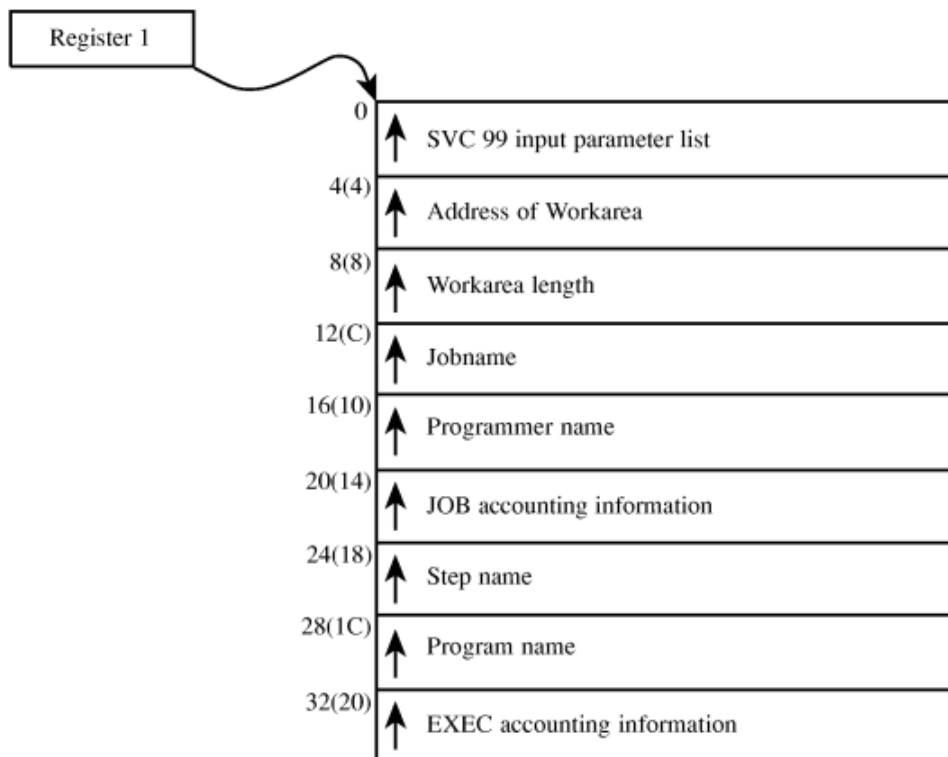 Register 1
0
SVC 99 input parameter list
4(4)
Address of Workarea
8(8)
Workarea length
12(C)
Jobname
16(10)
Programmer name
20(14)
JOB accounting information
24(18)
Step name
28(1C)
Program name
32(20)
EXEC accounting information